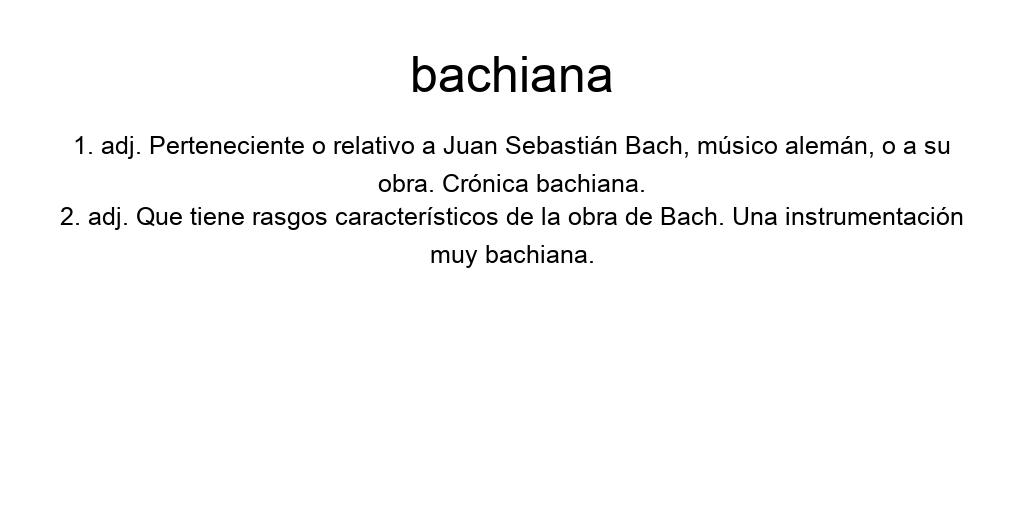 bachiana
1. adj. Perteneciente o relativo a Juan Sebastián Bach, músico alemán, o a su
obra. Crónica bachiana.
2. adj. Que tiene rasgos característicos de la obra de Bach. Una instrumentación
muy bachiana.